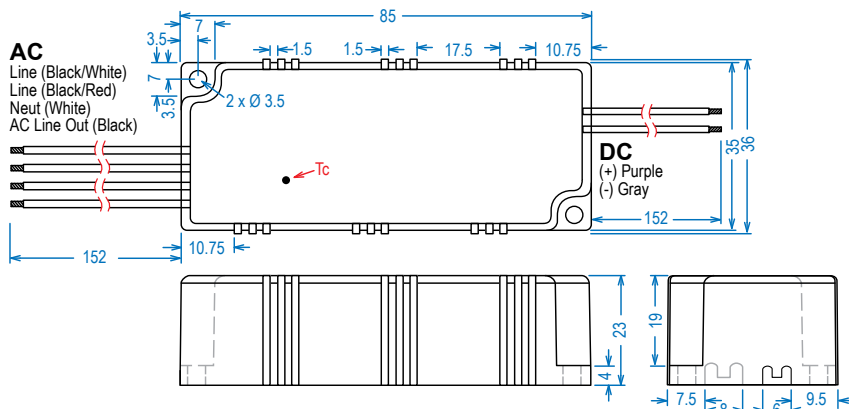 85
7
3.5
1.5
1.5
17.5
10.75
AC
Line (Black/White)
Line (Black/Red)
Neut (White)
AC Line Out (Black)
7
3.5
2 x Ø 3.5
Tc
DC
(+) Purple
(-) Gray
35
36
152
10.75
152
23
4
19
7.5
8
6
9.5